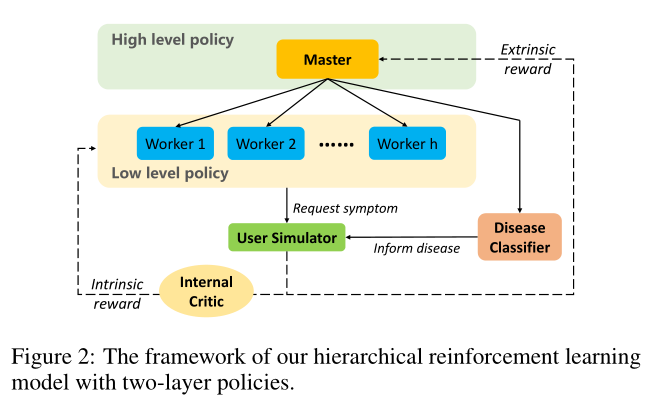 High level policy
Master
Extrinsic
reward
Worker 1
Worker 2
......
Worker h
Low level policy
Request symptom
User Simulator
Inform disease
Disease
Classifier
Intrinsic
reward
Internal
Critic
Figure 2: The framework of our hierarchical reinforcement learning
model with two-layer policies.